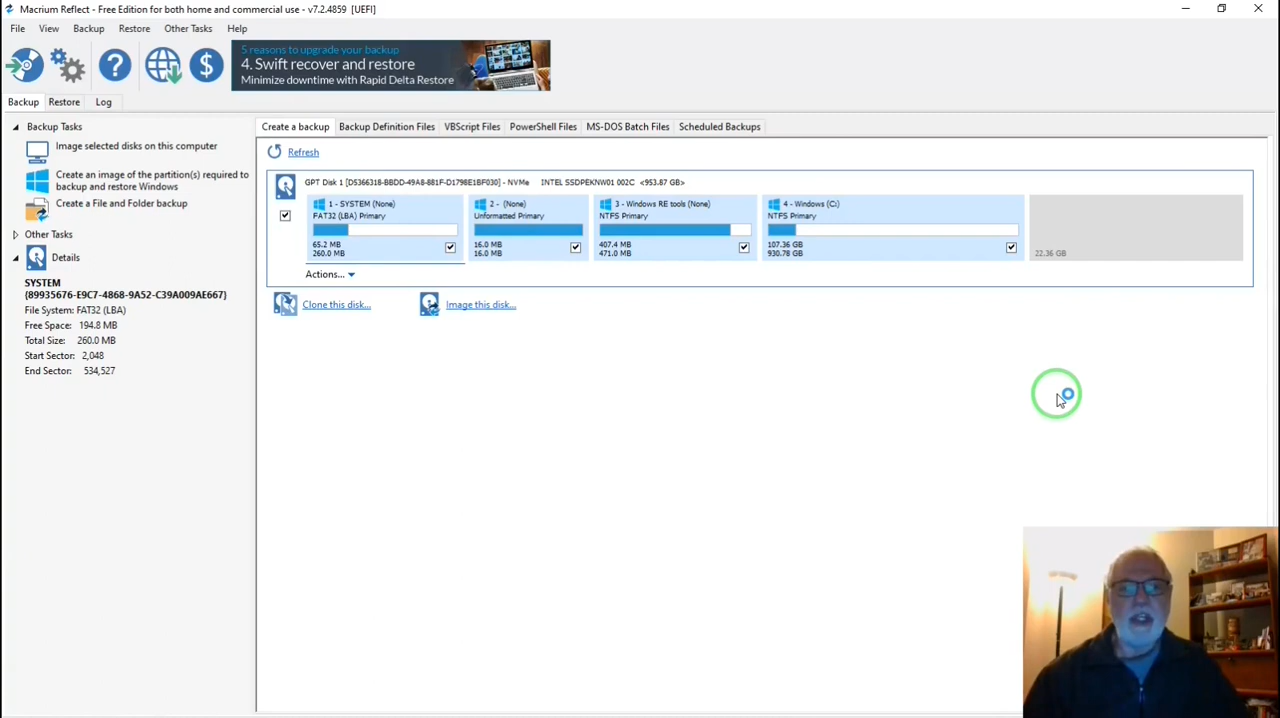 Macrium Reflect - Free Edition for both home and commercial use - v7.2.4859 [UEFI]
File View Backup Restore Other Tasks Help
5 reasons to upgrade your backup
4. Swift recover and restore
Minimize downtime with Rapid Delta Restore
Backup Restore Log
Backup Tasks
Image selected disks on this computer
Create an image of the partition(s) required to
backup and restore Windows
Create a File and Folder backup
Other Tasks
Details
SYSTEM
{89935676-E9C7-4868-9A52-C39A009AE667}
File System: FAT32 (LBA)
Free Space: 194.8 MB
Total Size: 260.0 MB
Start Sector: 2,048
End Sector: 534,527
Create a backup Backup Definition Files VBScript Files PowerShell Files MS-DOS Batch Files Scheduled Backups
Refresh
GPT Disk 1 [D5366318-BBDD-49A8-881F-D1798E1BF030] - NVMe INTEL SSDPEKNW01 002C <953.87 GB>
1 - SYSTEM (None)
FAT32 (LBA) Primary
65.2 MB
260.0 MB
2 - (None)
Unformatted Primary
16.0 MB
16.0 MB
3 - Windows RE tools (None)
NTFS Primary
407.4 MB
471.0 MB
4 - Windows (C:)
NTFS Primary
107.36 GB
930.78 GB
22.36 GB
Actions...
Clone this disk... Image this disk...